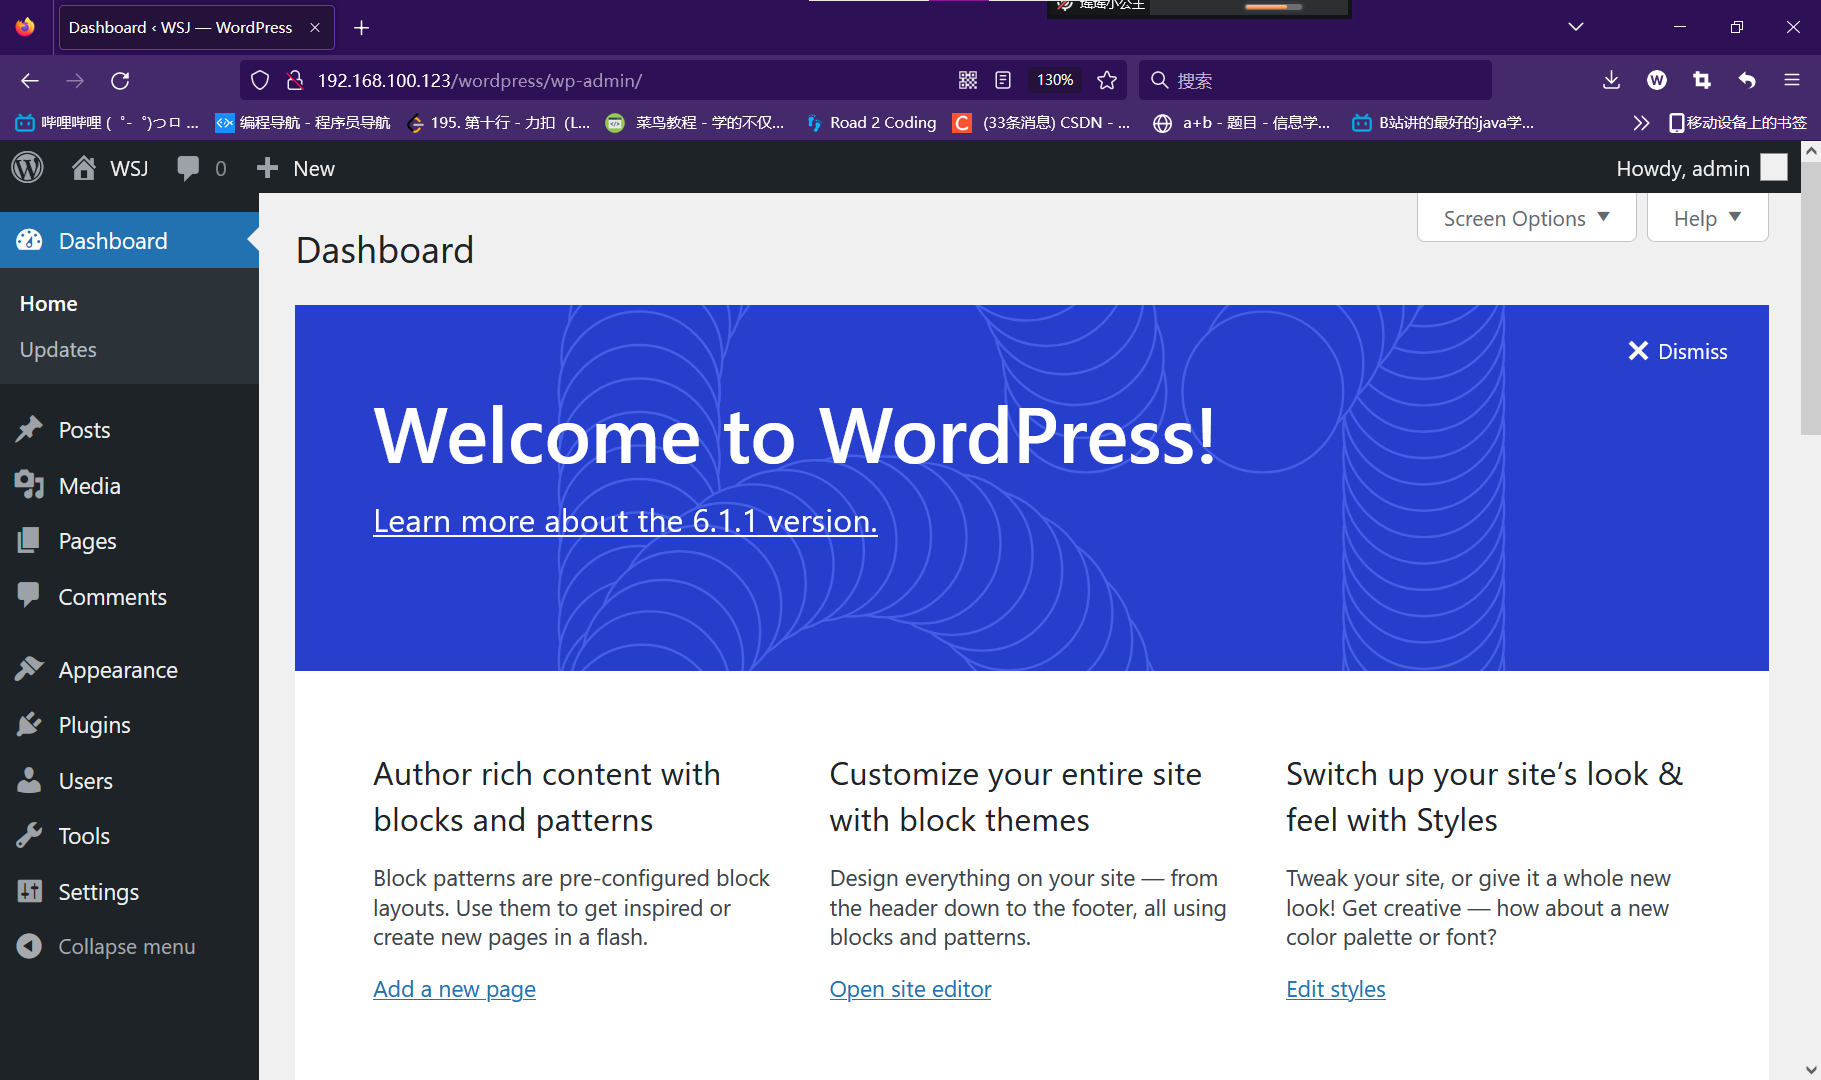 瑶瑶小公主
Dashboard ‹ WSJ — WordPress
192.168.100.123/wordpress/wp-admin/
130%
搜索
哔哩哔哩 (゜-゜)つロ ...
编程导航 - 程序员导航
195. 第十行 - 力扣（L...
菜鸟教程 - 学的不仅...
Road 2 Coding
(33条消息) CSDN - ...
a+b - 题目 - 信息学...
B站讲的最好的java学...
移动设备上的书签
WSJ
0
New
Howdy, admin
Screen Options
Help
Dashboard
Home
Updates
Posts
Media
Pages
Comments
Appearance
Plugins
Users
Tools
Settings
Collapse menu
Dashboard
Dismiss
Welcome to WordPress!
Learn more about the 6.1.1 version.
Author rich content with
blocks and patterns
Block patterns are pre-configured block
layouts. Use them to get inspired or
create new pages in a flash.
Add a new page
Customize your entire site
with block themes
Design everything on your site — from
the header down to the footer, all using
blocks and patterns.
Open site editor
Switch up your site’s look &
feel with Styles
Tweak your site, or give it a whole new
look! Get creative — how about a new
color palette or font?
Edit styles